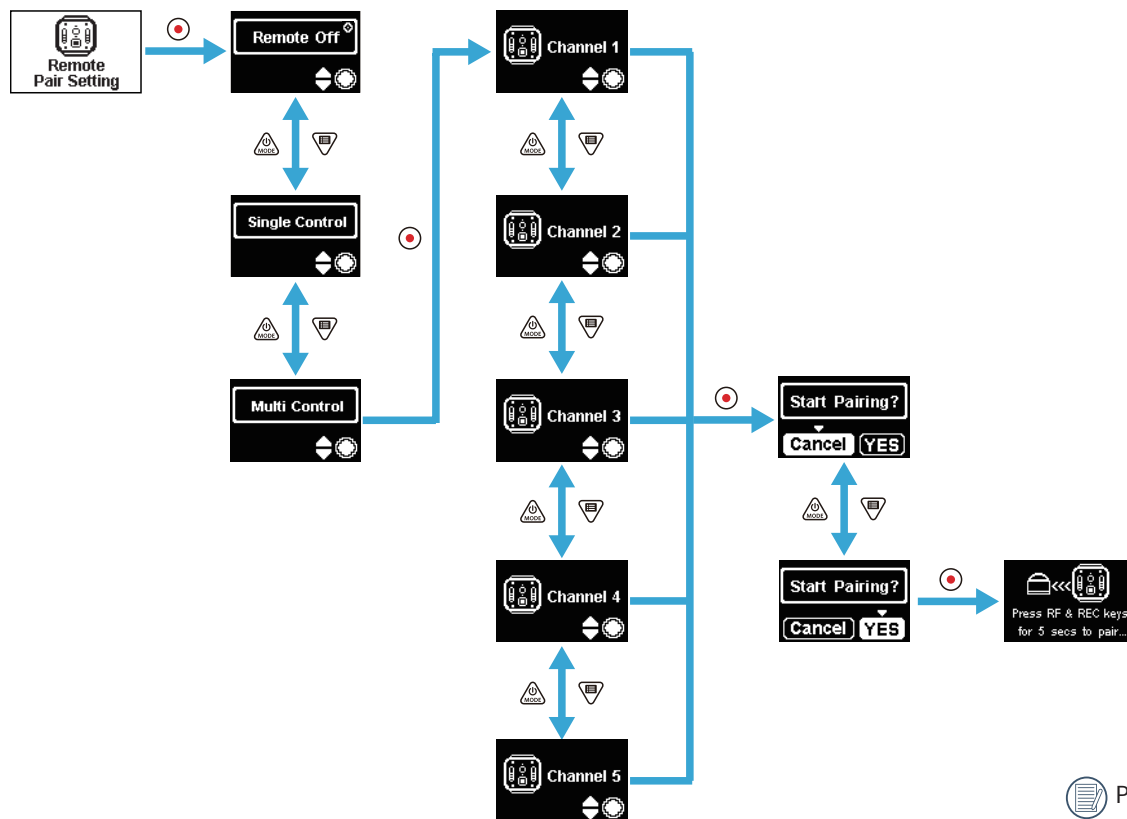 Remote
Pair Setting
Remote Off
MODE
Single Control
MODE
Multi Control
Channel 1
MODE
Channel 2
MODE
Channel 3
MODE
Channel 4
MODE
Channel 5
Start Pairing?
Cancel YES
MODE
Start Pairing?
Cancel YES
Press RF & REC keys
for 5 secs to pair...
P